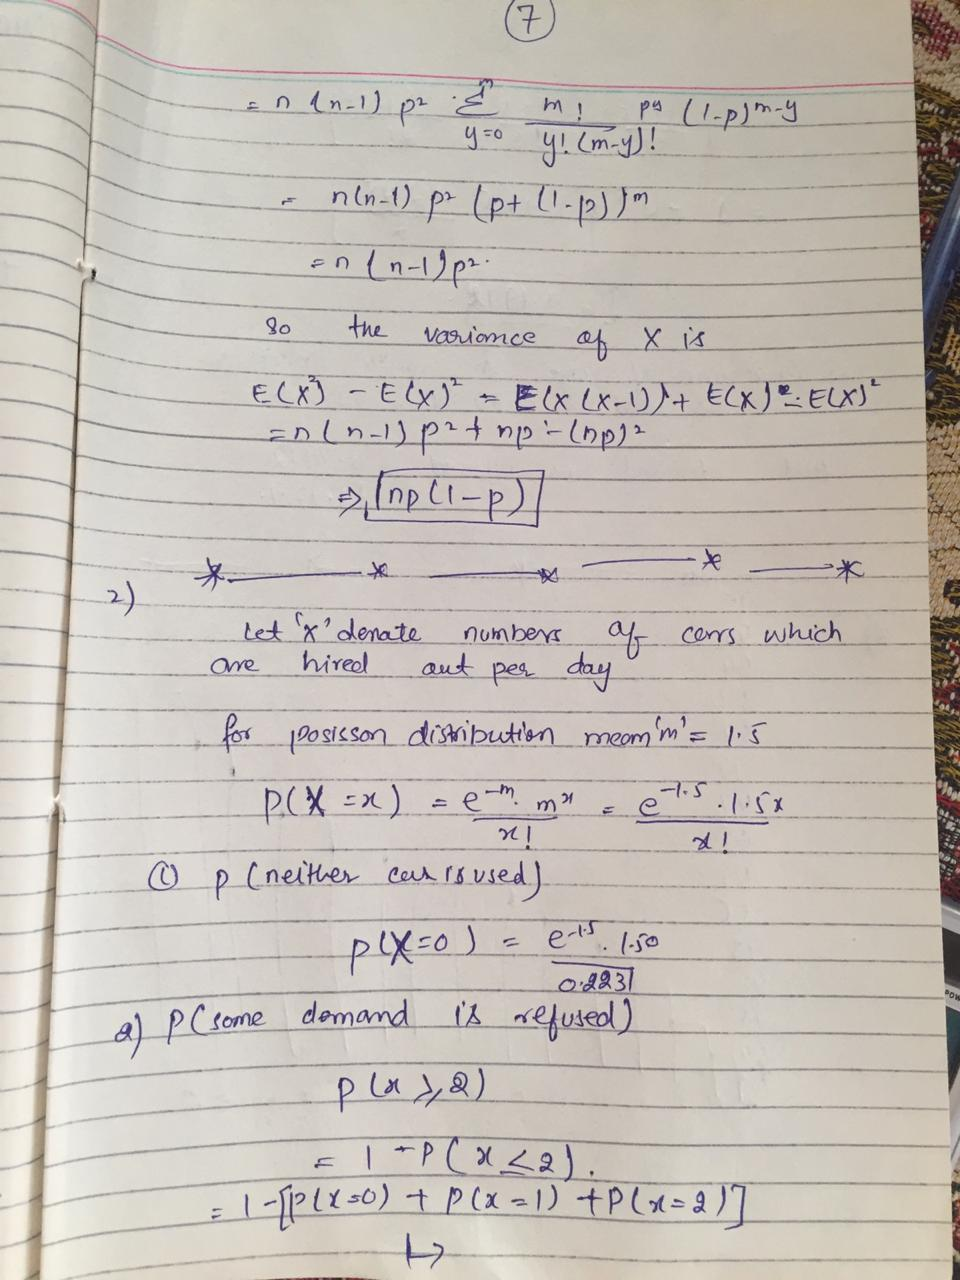 7
= n (n-1) p² · Σ^m_{y=0} m! / y! (m-y)! p^y (1-p)^{m-y}
= n(n-1) p² (p+ (1-p))^m
= n (n-1) p².
So the variance of X is
E(X²) - E(X)² = E(X (X-1)) + E(X) - E(X)²
= n (n-1) p² + np - (np)²
⇒ np (1-p)
2)
Let 'x' denate numbers of cars which
are hired out per day
for posisson distribution mean 'm' = 1.5
P(X = x) = e^{-m}. m^x / x! = e^{-1.5} . 1.5^x / x!
① p (neither car is used)
P(X=0) = e^{-1.5} . 1.5^0 / 0.2231
2) P (some demand is refused)
P (x ⩾ 2)
= 1 - P ( x ≤ 2).
= 1 - [P(x=0) + P(x=1) + P(x=2)]
↳